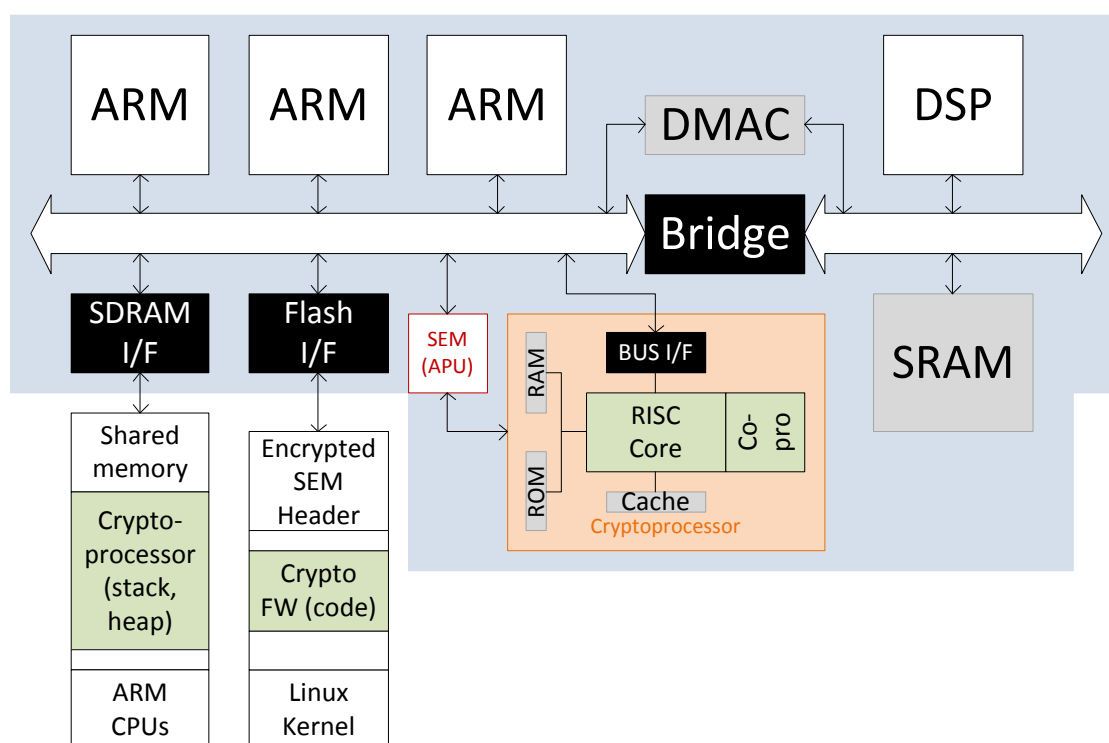 ARM
ARM
ARM
DMAC
DSP
Bridge
SDRAM
I/F
Flash
I/F
SEM
(APU)
RAM
BUS I/F
SRAM
RISC
Core
Co-
pro
ROM
Cache
Cryptoprocessor
Shared
memory
Crypto-
processor
(stack,
heap)
ARM
CPUs
Encrypted
SEM
Header
Crypto
FW (code)
Linux
Kernel